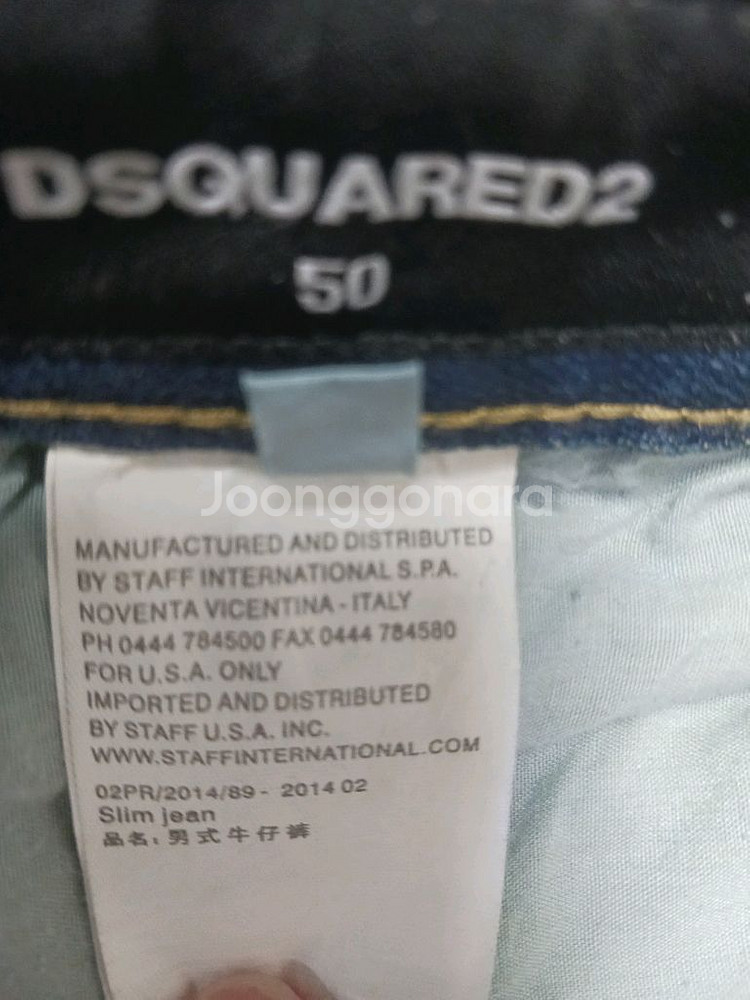 DSQUARED2
50
Joonggonara
MANUFACTURED AND DISTRIBUTED
BY STAFF INTERNATIONAL S.P.A.
NOVENTA VICENTINA - ITALY
PH 0444 784500 FAX 0444 784580
FOR U.S.A. ONLY
IMPORTED AND DISTRIBUTED
BY STAFF U.S.A. INC.
WWW.STAFFINTERNATIONAL.COM
02PR/2014/89 - 2014 02
Slim jean
品名：男式牛仔裤